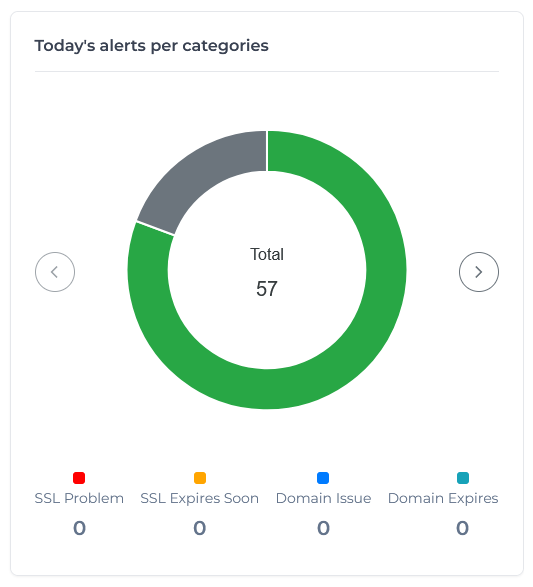 Today's alerts per categories
Total
57
SSL Problem SSL Expires Soon Domain Issue Domain Expires
0 0 0 0